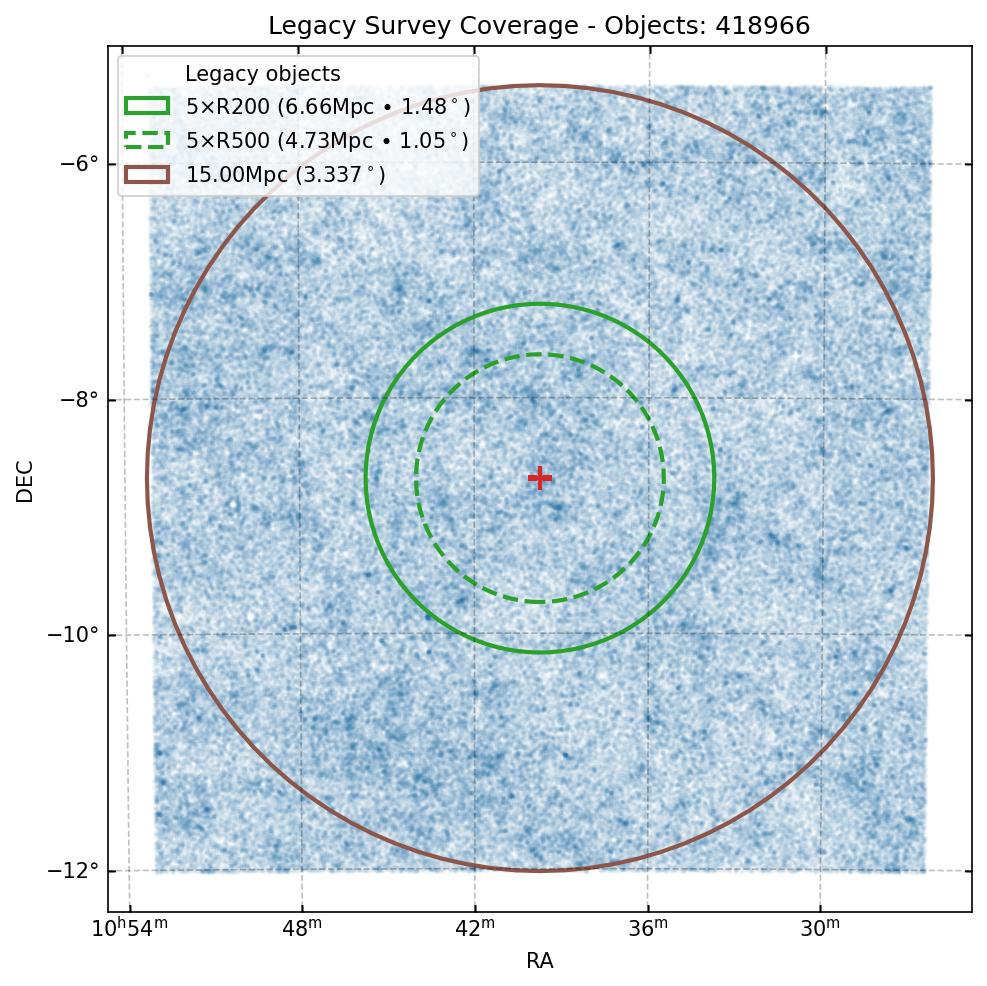 Legacy Survey Coverage - Objects: 418966
Legacy objects
5×R200 (6.66Mpc • 1.48°)
5×R500 (4.73Mpc • 1.05°)
15.00Mpc (3.337°)
−6°
−8°
−10°
−12°
DEC
10ʰ54ᵐ 48ᵐ 42ᵐ 36ᵐ 30ᵐ
RA